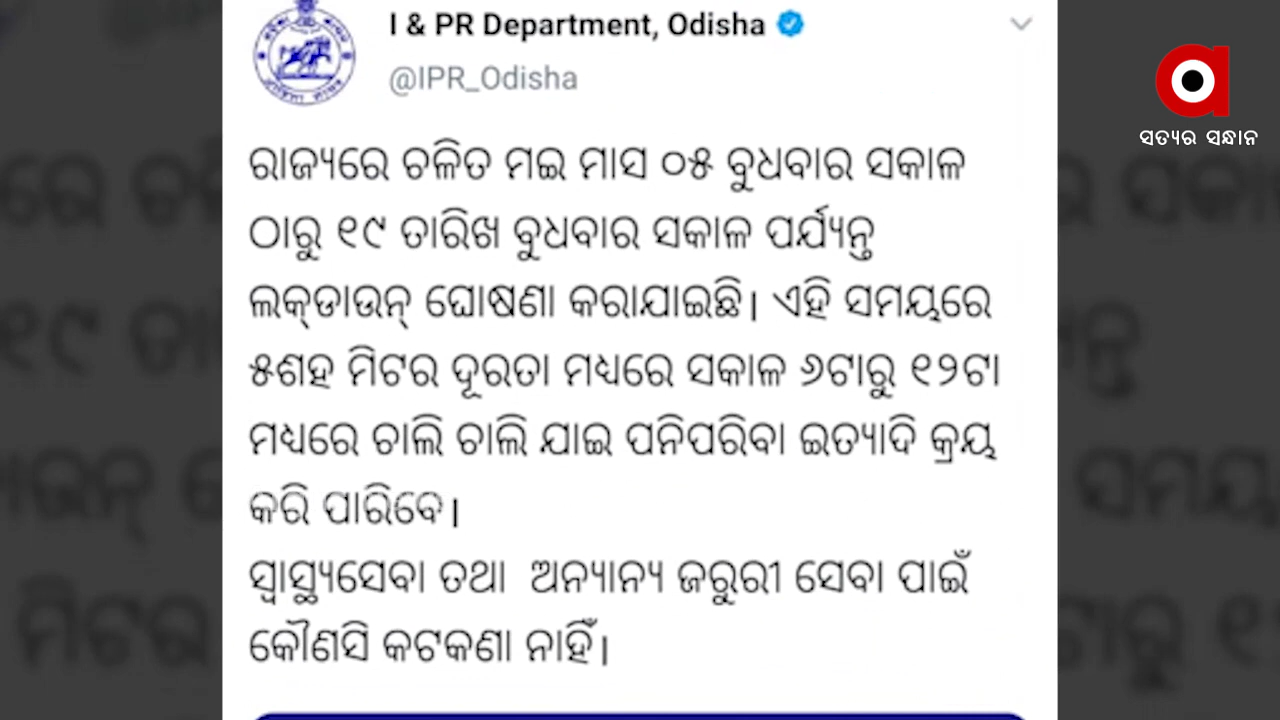 I & PR Department, Odisha
@IPR_Odisha
ସତ୍ୟର ସନ୍ଧାନ
ରାଜ୍ୟରେ ଚଳିତ ମଇ ମାସ ୦୫ ବୁଧବାର ସକାଳ
ଠାରୁ ୧୯ ତାରିଖ ବୁଧବାର ସକାଳ ପର୍ଯ୍ୟନ୍ତ
ଲକ୍‌ଡାଉନ୍ ଘୋଷଣା କରାଯାଇଛି। ଏହି ସମୟରେ
୫ଶହ ମିଟର ଦୂରତା ମଧ୍ୟରେ ସକାଳ ୬ଟାରୁ ୧୨ଟା
ମଧ୍ୟରେ ଚାଲି ଚାଲି ଯାଇ ପନିପରିବା ଇତ୍ୟାଦି କ୍ରୟ
କରି ପାରିବେ।
ସ୍ୱାସ୍ଥ୍ୟସେବା ତଥା  ଅନ୍ୟାନ୍ୟ ଜରୁରୀ ସେବା ପାଇଁ
କୌଣସି କଟକଣା ନାହିଁ।